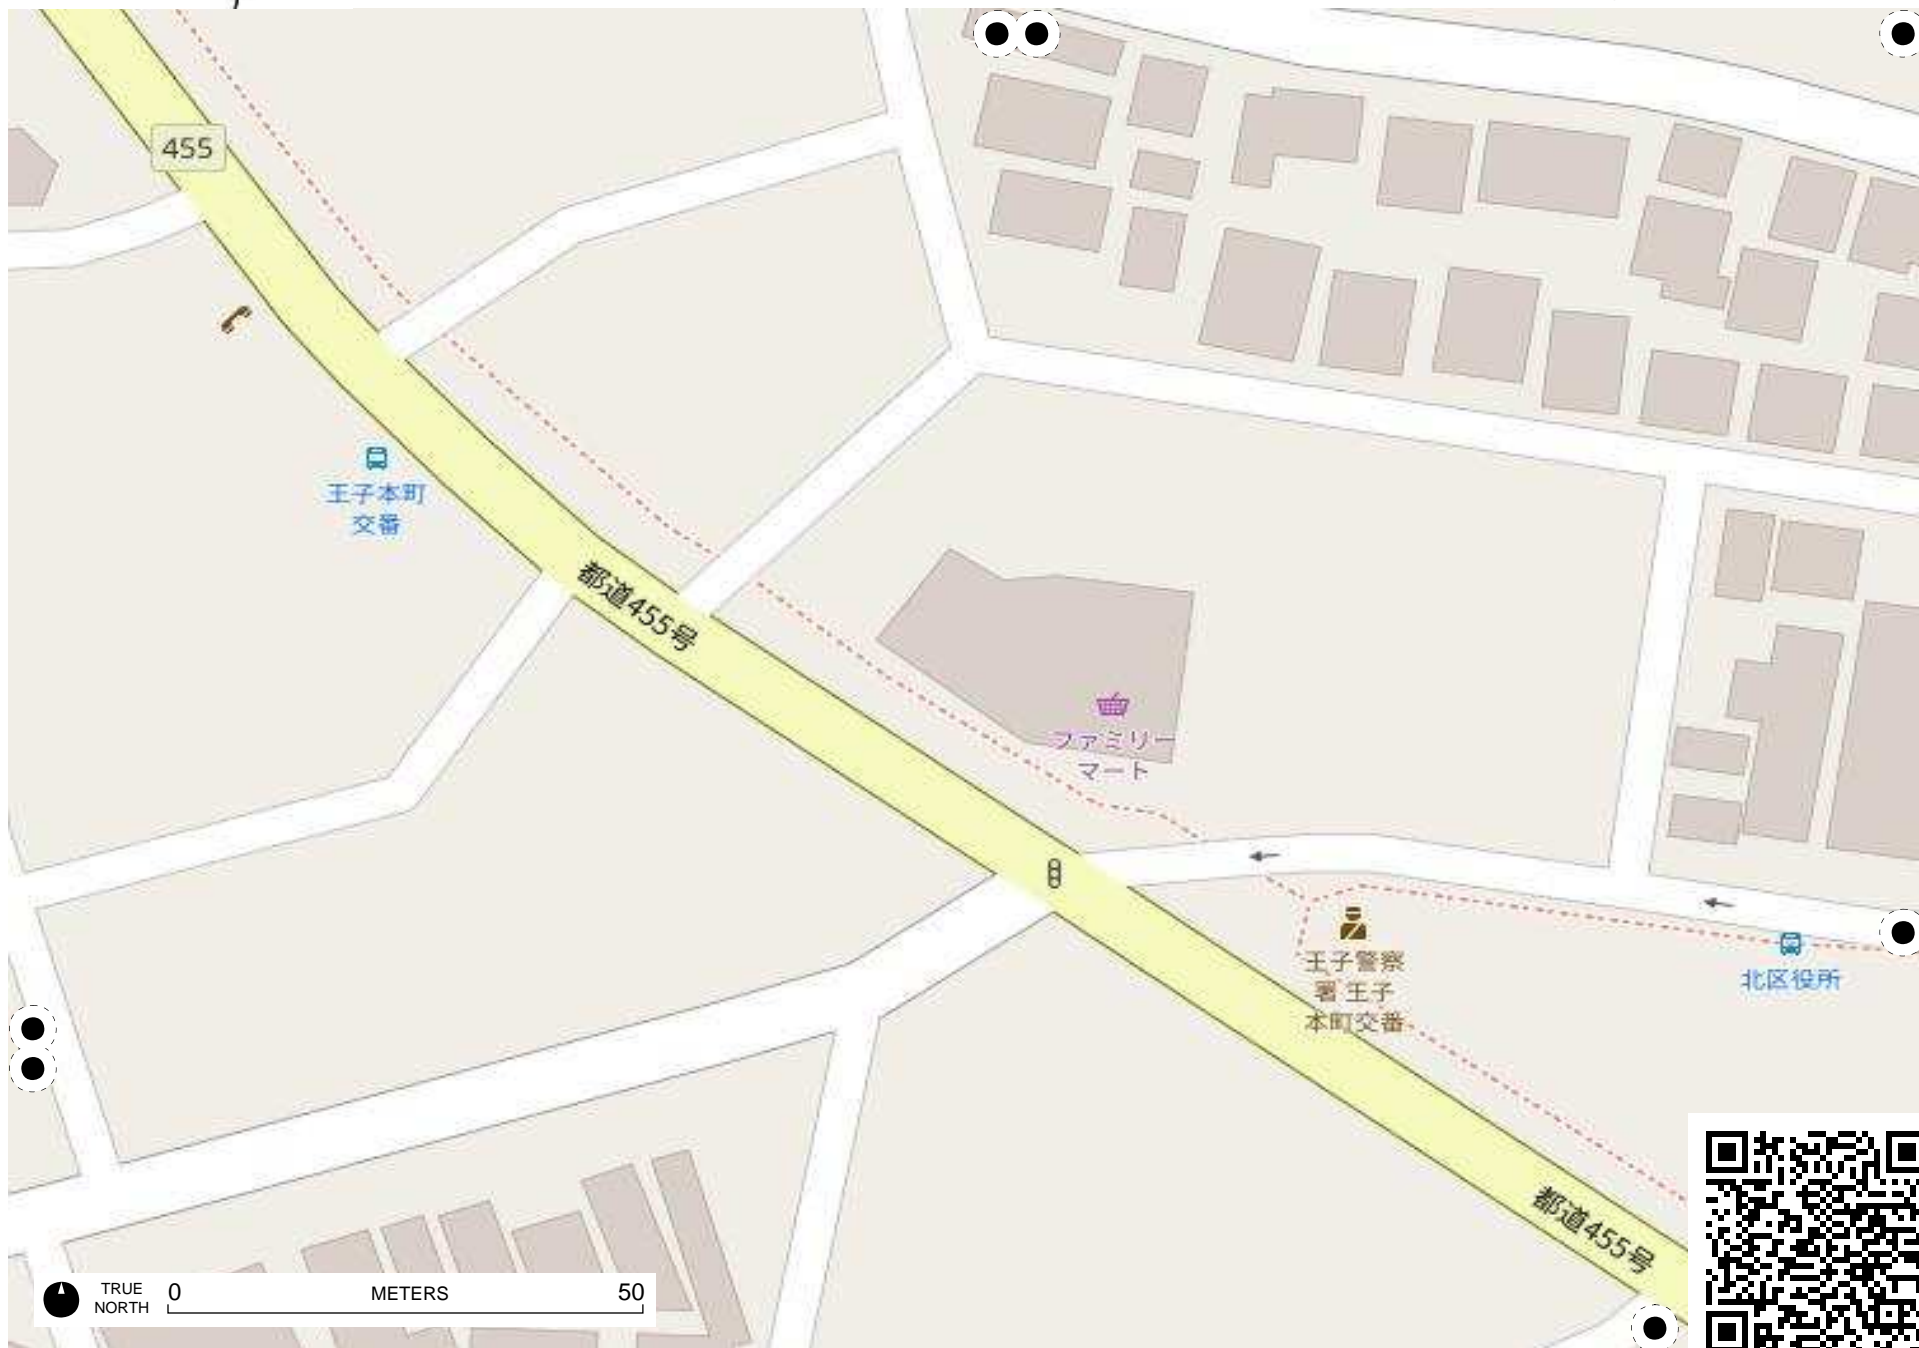 455
王子本町
交番
都道455号
ファミリー
マート
王子警察
署 王子
本町交番
北区役所
都道455号
TRUE
NORTH
0 METERS 50